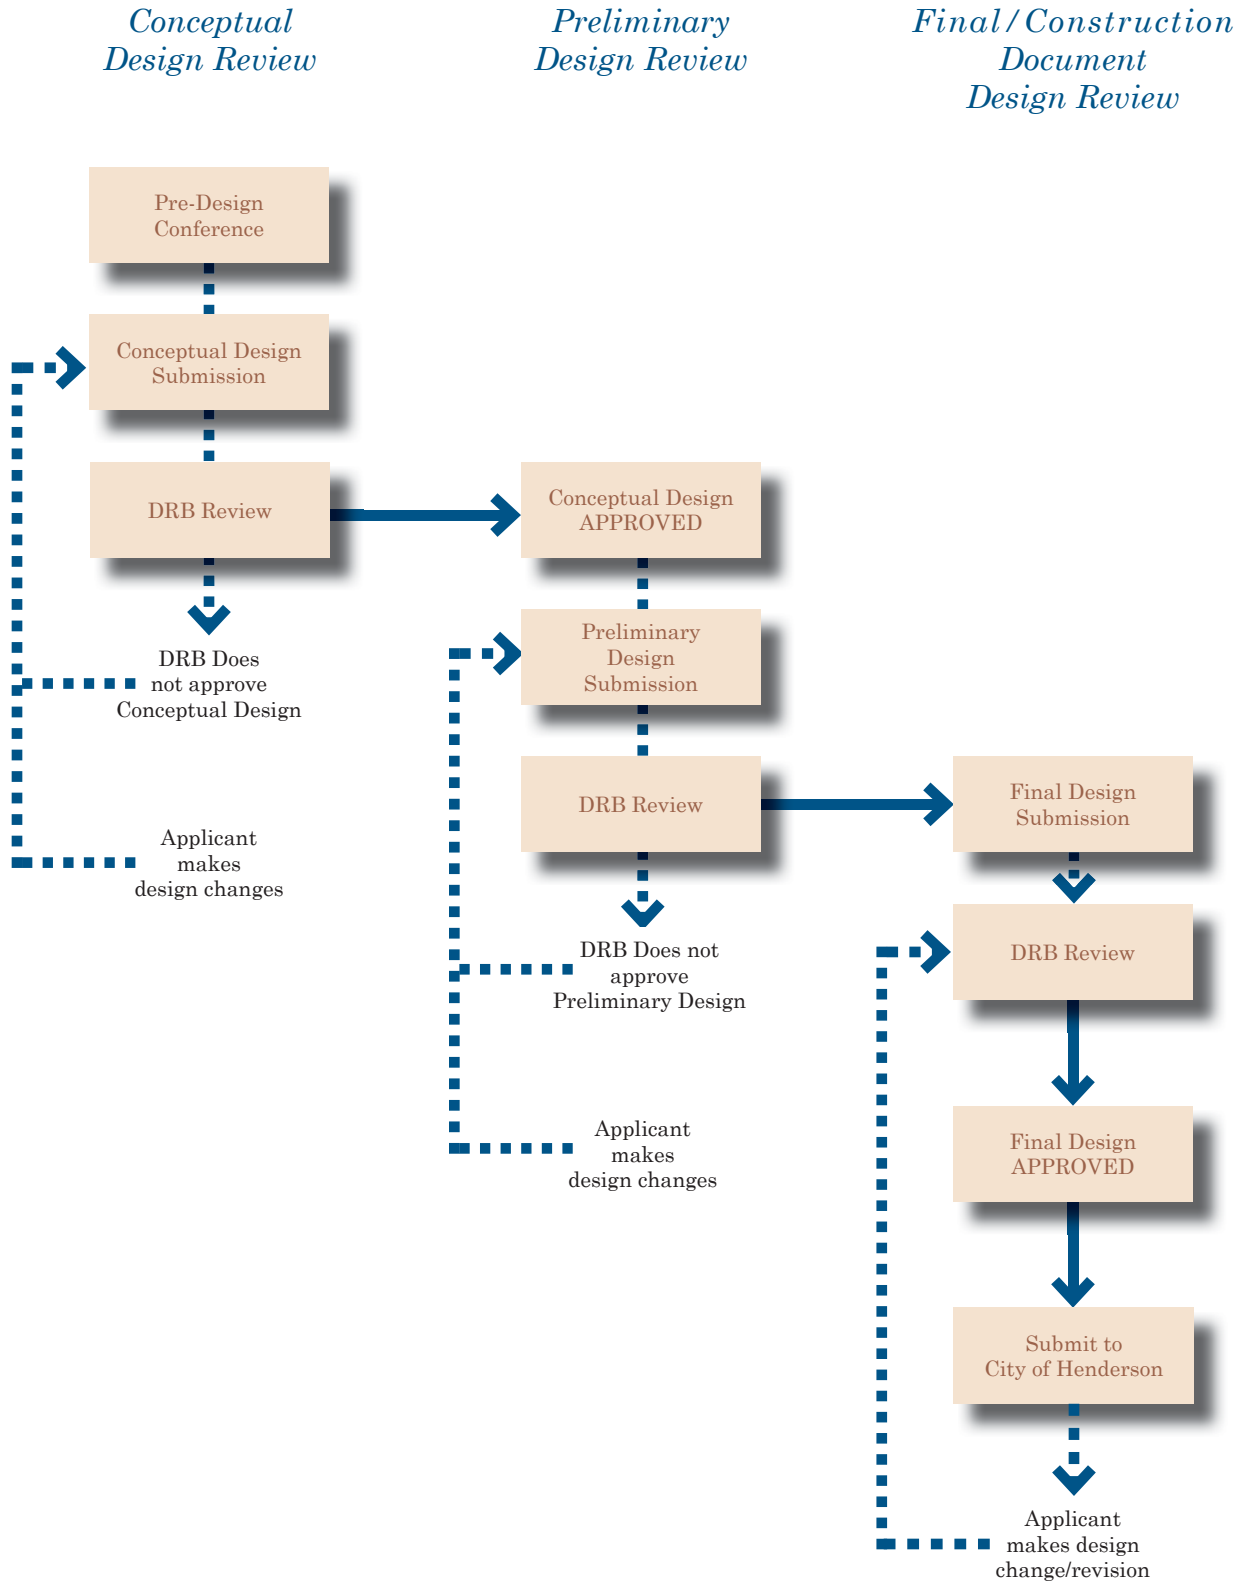 Conceptual
Design Review
Preliminary
Design Review
Final/Construction
Document
Design Review
Pre-Design
Conference
Conceptual Design
Submission
DRB Review
DRB Does
not approve
Conceptual Design
Applicant
makes
design changes
Conceptual Design
APPROVED
Preliminary
Design
Submission
DRB Review
DRB Does not
approve
Preliminary Design
Applicant
makes
design changes
Final Design
Submission
DRB Review
Final Design
APPROVED
Submit to
City of Henderson
Applicant
makes design
change/revision